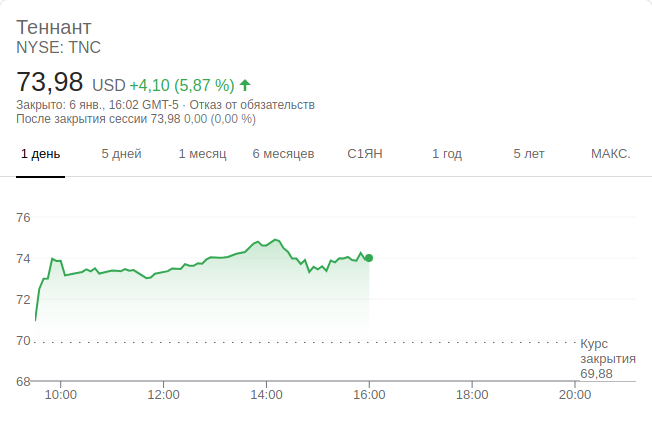 Теннант
NYSE: TNC
73,98 USD +4,10 (5,87 %)
Закрыто: 6 янв., 16:02 GMT-5 · Отказ от обязательств
После закрытия сессии 73,98 0,00 (0,00 %)
1 день 5 дней 1 месяц 6 месяцев С1ЯН 1 год 5 лет МАКС.
76
74
72
70
Курс
закрытия
69,88
68
10:00 12:00 14:00 16:00 18:00 20:00